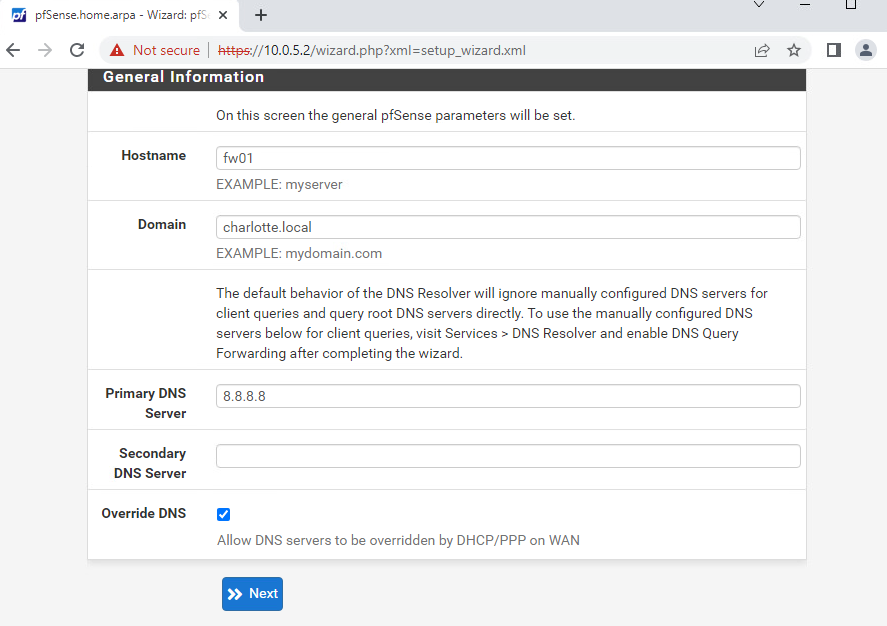 pfSense.home.arpa - Wizard: pfS
Not secure | https://10.0.5.2/wizard.php?xml=setup_wizard.xml
General Information
On this screen the general pfSense parameters will be set.
Hostname
fw01
EXAMPLE: myserver
Domain
charlotte.local
EXAMPLE: mydomain.com
The default behavior of the DNS Resolver will ignore manually configured DNS servers for
client queries and query root DNS servers directly. To use the manually configured DNS
servers below for client queries, visit Services > DNS Resolver and enable DNS Query
Forwarding after completing the wizard.
Primary DNS
Server
8.8.8.8
Secondary
DNS Server
Override DNS
Allow DNS servers to be overridden by DHCP/PPP on WAN
Next